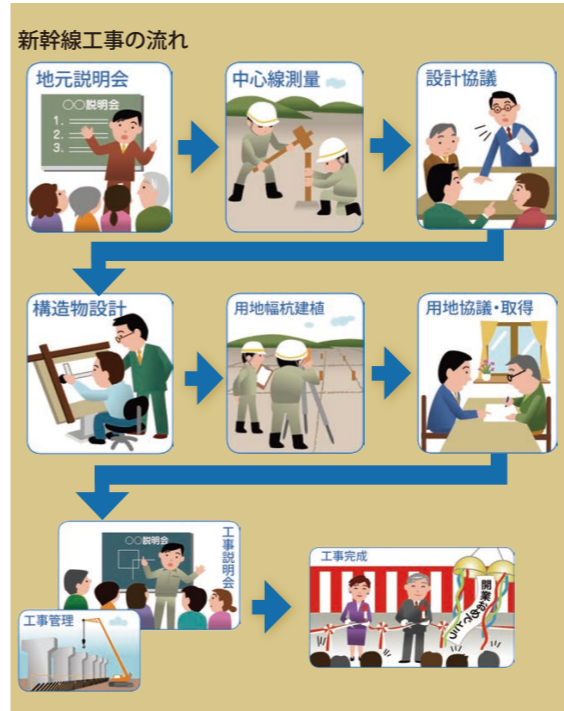 新幹線工事の流れ
地元説明会
○○説明会
1.
2.
3.
中心線測量
設計協議
構造物設計
用地幅杭建植
用地協議・取得
○○説明会
工事説明会
工事管理
工事完成
開業おめでとう